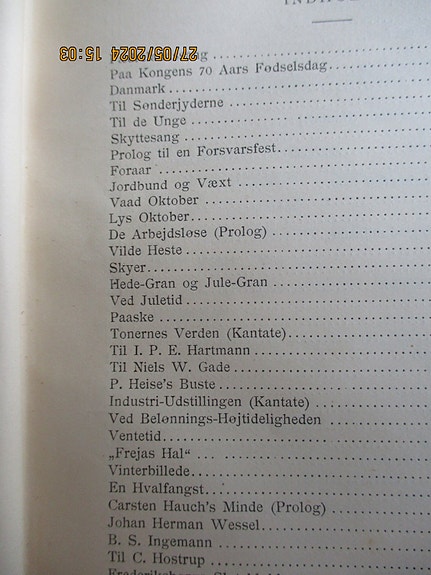 27/05/2024 15:03
Paa Kongens 70 Aars Fødselsdag
Danmark
Til Sønderjyderne
Til de Unge
Skyttesang
Prolog til en Forsvarsfest
Foraar
Jordbund og Væxt
Vaad Oktober
Lys Oktober
De Arbejdsløse (Prolog)
Vilde Heste
Skyer
Hede-Gran og Jule-Gran
Ved Juletid
Paaske
Tonernes Verden (Kantate)
Til I. P. E. Hartmann
Til Niels W. Gade
P. Heise's Buste
Industri-Udstillingen (Kantate)
Ved Belønnings-Højtideligheden
Ventetid
„Frejas Hal“
Vinterbillede
En Hvalfangst
Carsten Hauch's Minde (Prolog)
Johan Herman Wessel
B. S. Ingemann
Til C. Hostrup